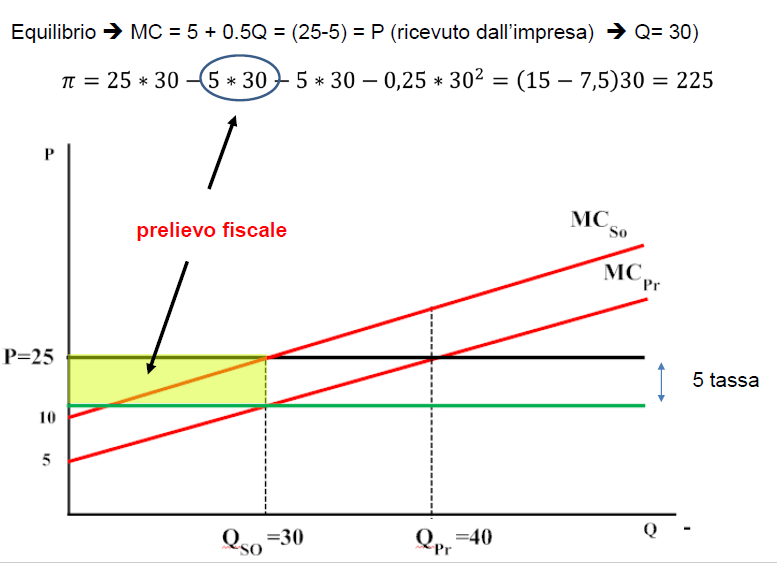 Equilibrio ➔ MC = 5 + 0.5Q = (25-5) = P (ricevuto dall'impresa) ➔ Q= 30)
π = 25 ∗ 30 − 5 ∗ 30 − 5 ∗ 30 − 0,25 ∗ 30² = (15 − 7,5)30 = 225
P
prelievo fiscale
MC_So
MC_Pr
P=25
5 tassa
10
5
Q_SO =30
Q_Pr =40
Q -